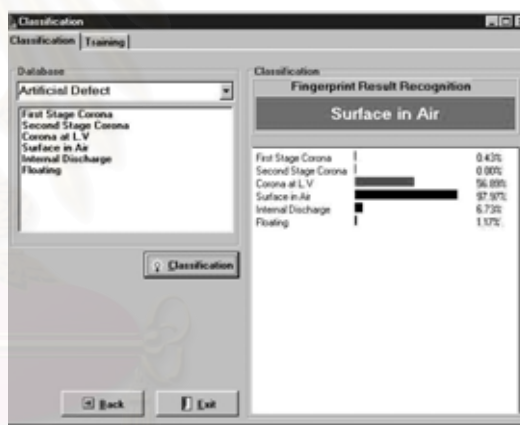 Classification
Classification Training
Database
Artificial Defect
First Stage Corona
Second Stage Corona
Corona at L.V
Surface in Air
Internal Discharge
Floating
Classification
Back
Exit
Classification
Fingerprint Result Recognition
Surface in Air
First Stage Corona 0.43%
Second Stage Corona 0.00%
Corona at L.V 56.89%
Surface in Air 97.97%
Internal Discharge 6.73%
Floating 1.17%